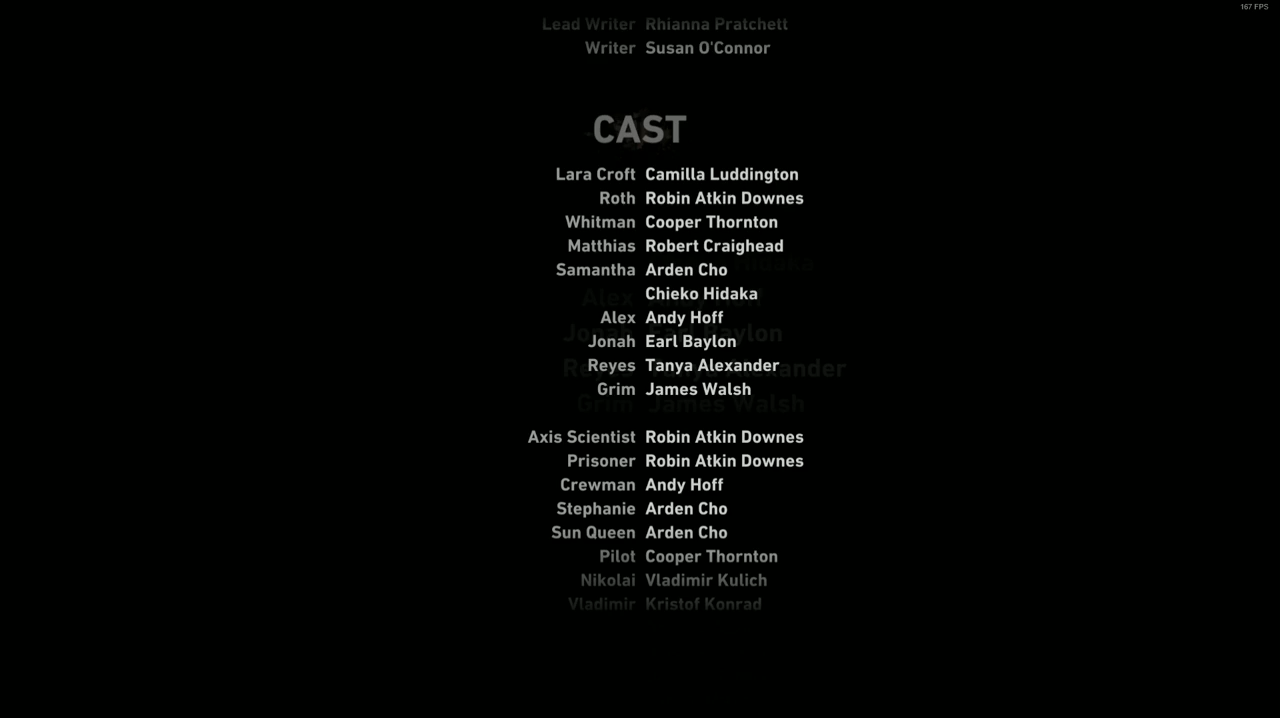 167 FPS
Lead Writer Rhianna Pratchett
Writer Susan O'Connor
CAST
Lara Croft Camilla Luddington
Roth Robin Atkin Downes
Whitman Cooper Thornton
Matthias Robert Craighead
Samantha Arden Cho
Chieko Hidaka
Alex Andy Hoff
Jonah Earl Baylon
Reyes Tanya Alexander
Grim James Walsh
Axis Scientist Robin Atkin Downes
Prisoner Robin Atkin Downes
Crewman Andy Hoff
Stephanie Arden Cho
Sun Queen Arden Cho
Pilot Cooper Thornton
Nikolai Vladimir Kulich
Vladimir Kristof Konrad